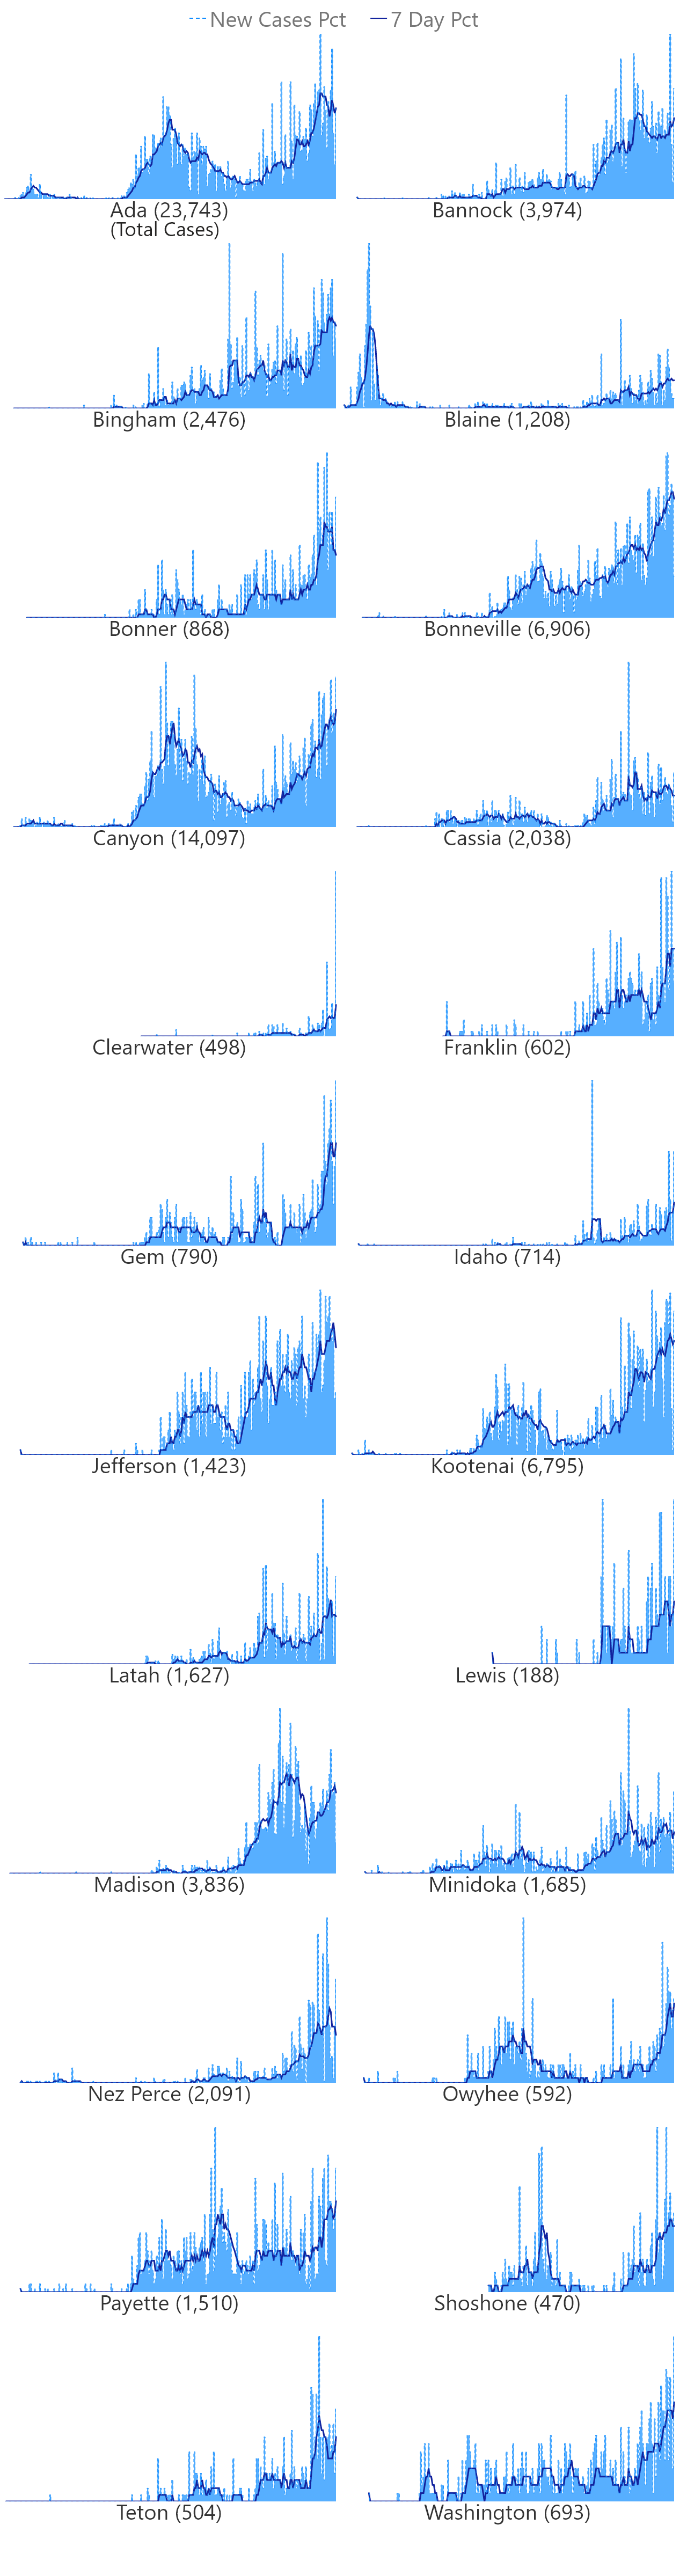 New Cases Pct 7 Day Pct
Ada (23,743)
(Total Cases)
Bannock (3,974)
Bingham (2,476)
Blaine (1,208)
Bonner (868)
Bonneville (6,906)
Canyon (14,097)
Cassia (2,038)
Clearwater (498)
Franklin (602)
Gem (790)
Idaho (714)
Jefferson (1,423)
Kootenai (6,795)
Latah (1,627)
Lewis (188)
Madison (3,836)
Minidoka (1,685)
Nez Perce (2,091)
Owyhee (592)
Payette (1,510)
Shoshone (470)
Teton (504)
Washington (693)